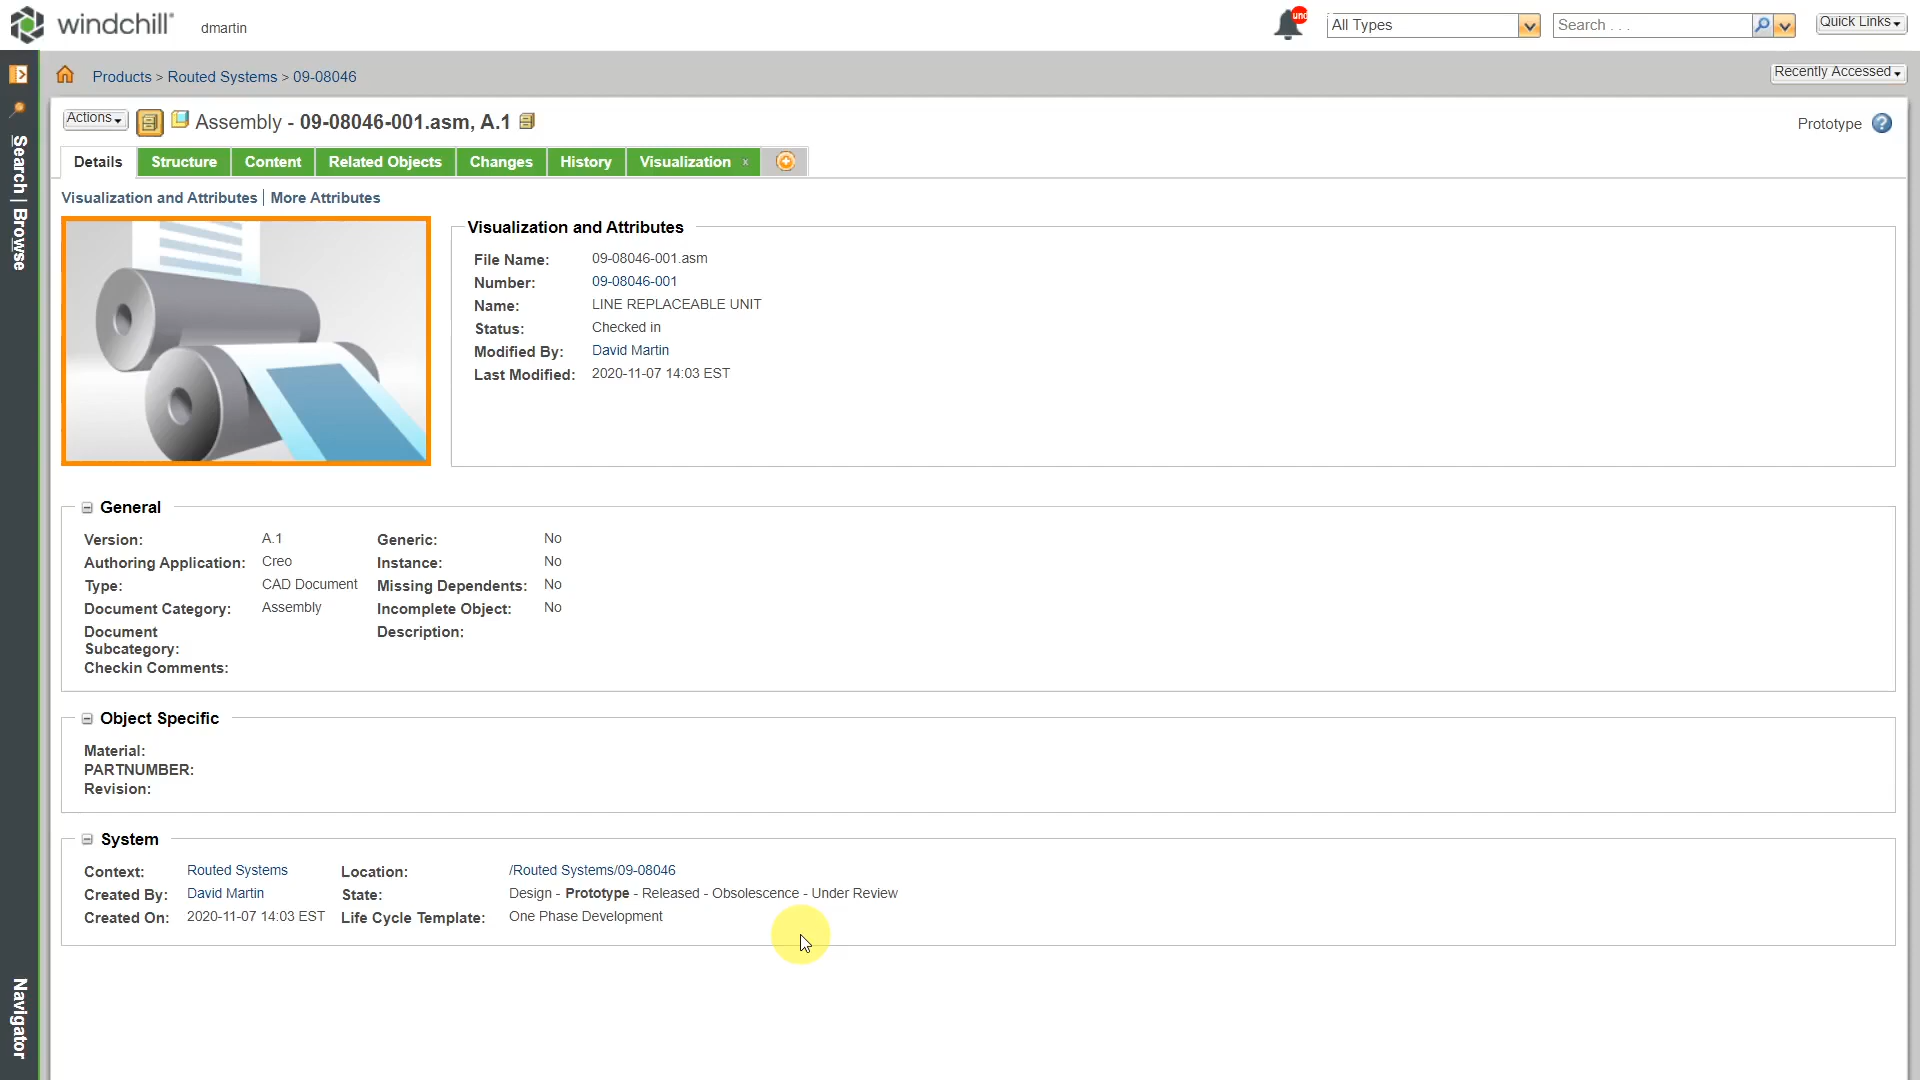 windchill® dmartin und All Types Search . . . Quick Links
Products > Routed Systems > 09-08046 Recently Accessed
Actions Assembly - 09-08046-001.asm, A.1 Prototype ?
Details Structure Content Related Objects Changes History Visualization x
Visualization and Attributes | More Attributes
Search | Browse
Visualization and Attributes
File Name: 09-08046-001.asm
Number: 09-08046-001
Name: LINE REPLACEABLE UNIT
Status: Checked in
Modified By: David Martin
Last Modified: 2020-11-07 14:03 EST
General
Version: A.1 Generic: No
Authoring Application: Creo Instance: No
Type: CAD Document Missing Dependents: No
Document Category: Assembly Incomplete Object: No
Document Subcategory: Description:
Checkin Comments:
Object Specific
Material:
PARTNUMBER:
Revision:
System
Context: Routed Systems Location: /Routed Systems/09-08046
Created By: David Martin State: Design - Prototype - Released - Obsolescence - Under Review
Created On: 2020-11-07 14:03 EST Life Cycle Template: One Phase Development
Navigator